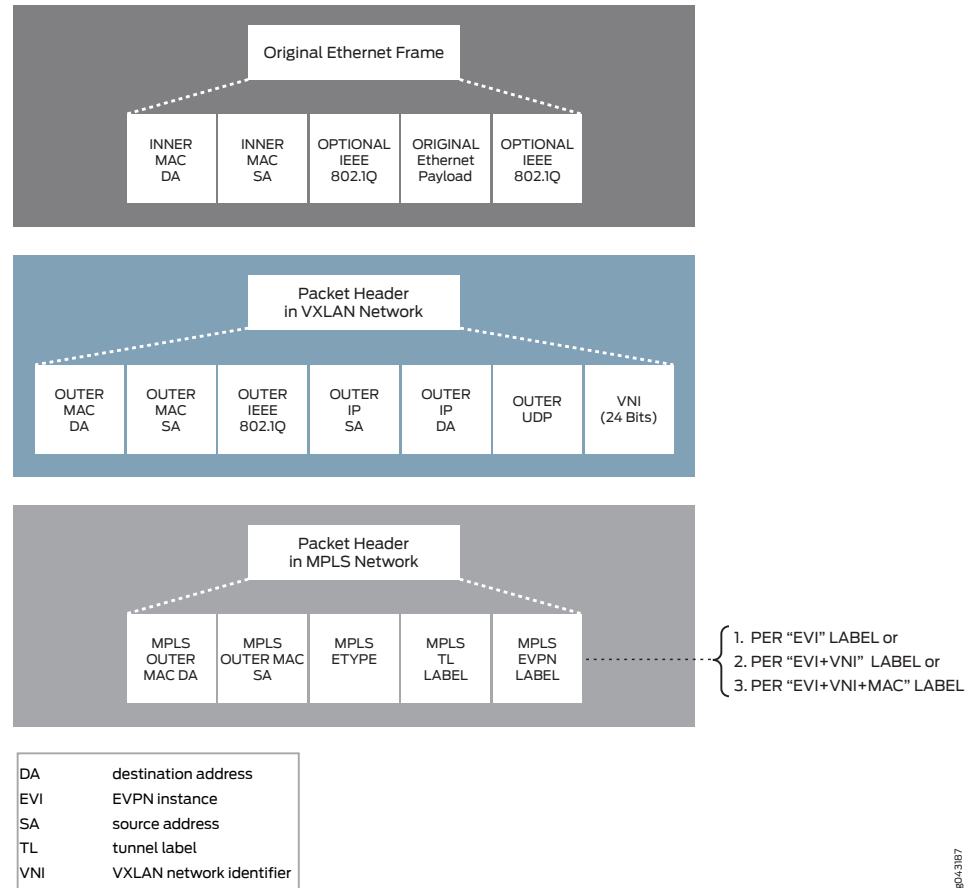 Original Ethernet Frame
INNER
MAC
DA
INNER
MAC
SA
OPTIONAL
IEEE
802.1Q
ORIGINAL
Ethernet
Payload
OPTIONAL
IEEE
802.1Q
Packet Header
in VXLAN Network
OUTER
MAC
DA
OUTER
MAC
SA
OUTER
IEEE
802.1Q
OUTER
IP
SA
OUTER
IP
DA
OUTER
UDP
VNI
(24 Bits)
Packet Header
in MPLS Network
MPLS
OUTER
MAC DA
MPLS
OUTER MAC
SA
MPLS
ETYPE
MPLS
TL
LABEL
MPLS
EVPN
LABEL
1. PER “EVI” LABEL or
2. PER “EVI+VNI” LABEL or
3. PER “EVI+VNI+MAC” LABEL
DA destination address
EVI EVPN instance
SA source address
TL tunnel label
VNI VXLAN network identifier
g043187